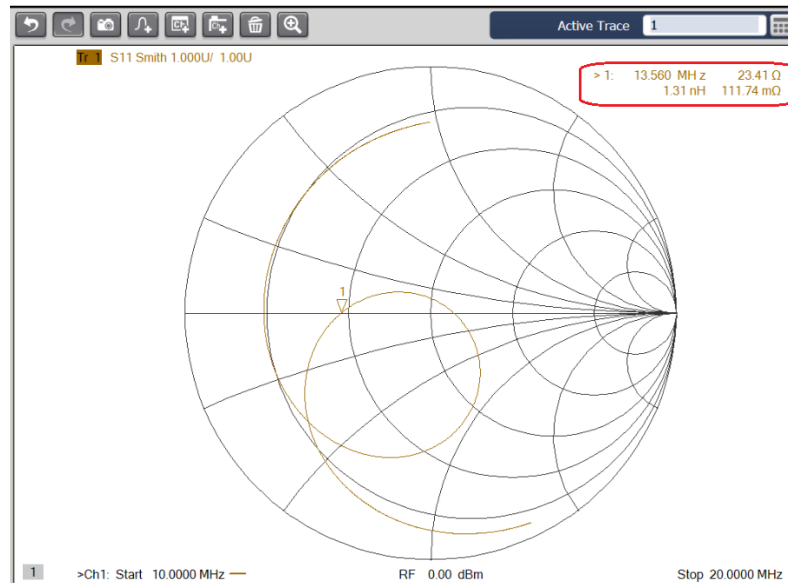 Active Trace 1
Tr 1 S11 Smith 1.000U/ 1.00U
> 1: 13.560 MHz 23.41 Ω
1.31 nH 111.74 mΩ
1
1 >Ch1: Start 10.0000 MHz RF 0.00 dBm Stop 20.0000 MHz